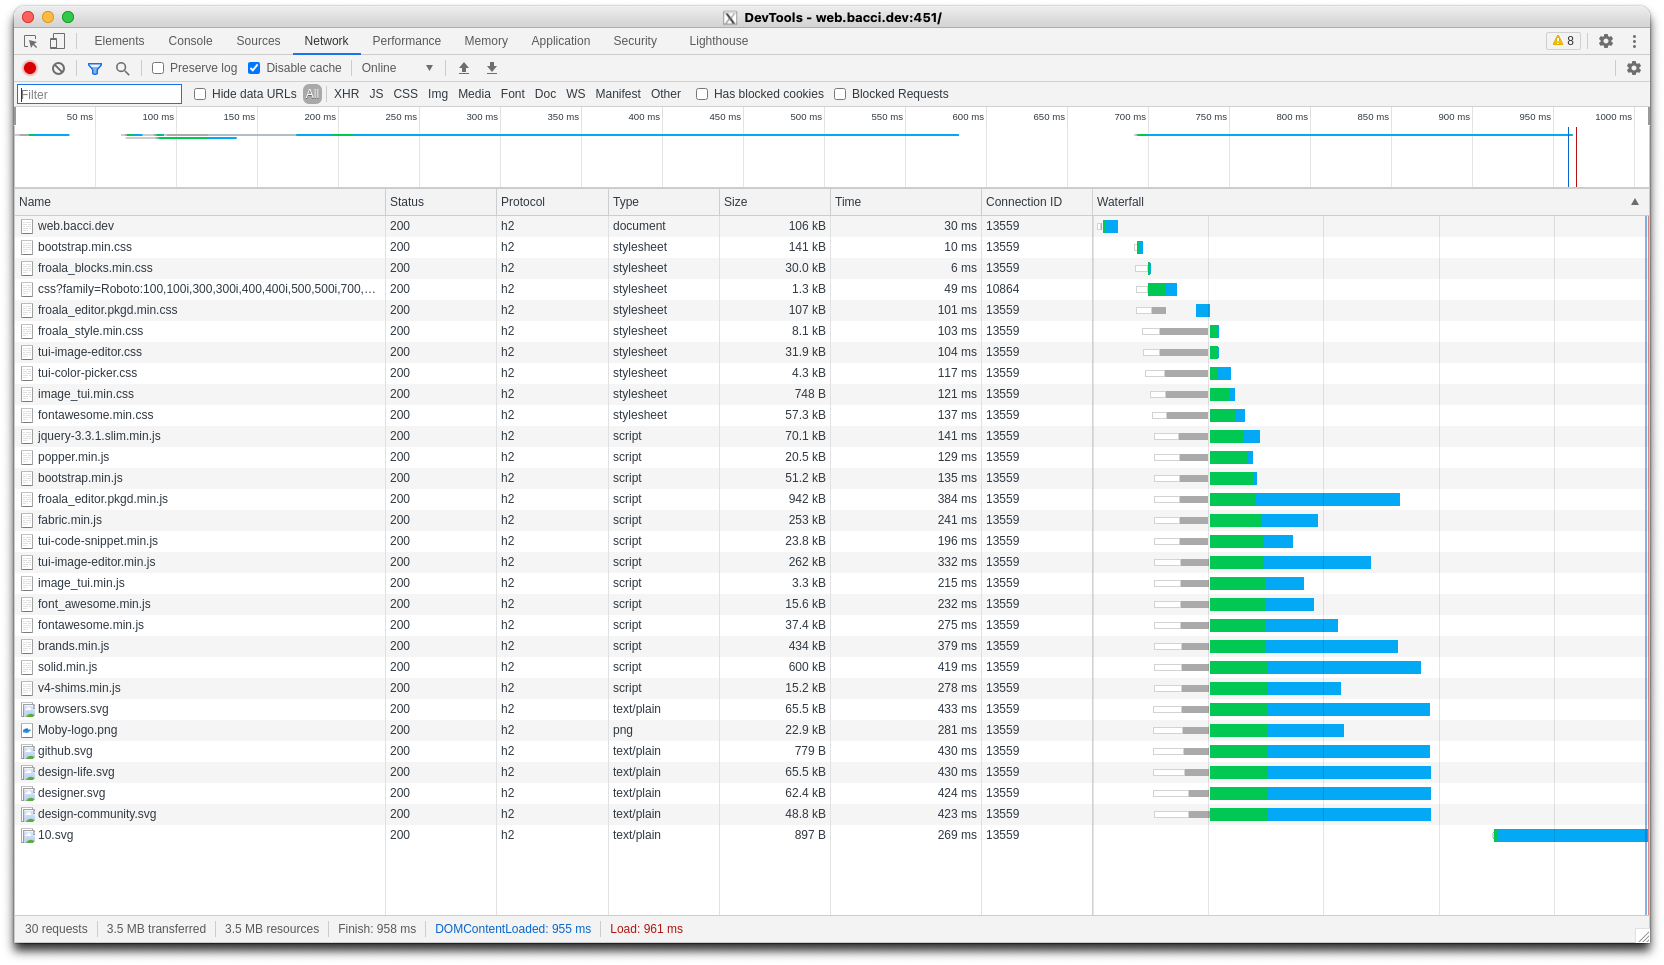 DevTools - web.bacci.dev:451/
Elements Console Sources Network Performance Memory Application Security Lighthouse 8
Preserve log Disable cache Online
Filter Hide data URLs All XHR JS CSS Img Media Font Doc WS Manifest Other Has blocked cookies Blocked Requests
50 ms 100 ms 150 ms 200 ms 250 ms 300 ms 350 ms 400 ms 450 ms 500 ms 550 ms 600 ms 650 ms 700 ms 750 ms 800 ms 850 ms 900 ms 950 ms 1000 ms
Name Status Protocol Type Size Time Connection ID Waterfall
web.bacci.dev 200 h2 document 106 kB 30 ms 13559
bootstrap.min.css 200 h2 stylesheet 141 kB 10 ms 13559
froala_blocks.min.css 200 h2 stylesheet 30.0 kB 6 ms 13559
css?family=Roboto:100,100i,300,300i,400,400i,500,500i,700,… 200 h2 stylesheet 1.3 kB 49 ms 10864
froala_editor.pkgd.min.css 200 h2 stylesheet 107 kB 101 ms 13559
froala_style.min.css 200 h2 stylesheet 8.1 kB 103 ms 13559
tui-image-editor.css 200 h2 stylesheet 31.9 kB 104 ms 13559
tui-color-picker.css 200 h2 stylesheet 4.3 kB 117 ms 13559
image_tui.min.css 200 h2 stylesheet 748 B 121 ms 13559
fontawesome.min.css 200 h2 stylesheet 57.3 kB 137 ms 13559
jquery-3.3.1.slim.min.js 200 h2 script 70.1 kB 141 ms 13559
popper.min.js 200 h2 script 20.5 kB 129 ms 13559
bootstrap.min.js 200 h2 script 51.2 kB 135 ms 13559
froala_editor.pkgd.min.js 200 h2 script 942 kB 384 ms 13559
fabric.min.js 200 h2 script 253 kB 241 ms 13559
tui-code-snippet.min.js 200 h2 script 23.8 kB 196 ms 13559
tui-image-editor.min.js 200 h2 script 262 kB 332 ms 13559
image_tui.min.js 200 h2 script 3.3 kB 215 ms 13559
font_awesome.min.js 200 h2 script 15.6 kB 232 ms 13559
fontawesome.min.js 200 h2 script 37.4 kB 275 ms 13559
brands.min.js 200 h2 script 434 kB 379 ms 13559
solid.min.js 200 h2 script 600 kB 419 ms 13559
v4-shims.min.js 200 h2 script 15.2 kB 278 ms 13559
browsers.svg 200 h2 text/plain 65.5 kB 433 ms 13559
Moby-logo.png 200 h2 png 22.9 kB 281 ms 13559
github.svg 200 h2 text/plain 779 B 430 ms 13559
design-life.svg 200 h2 text/plain 65.5 kB 430 ms 13559
designer.svg 200 h2 text/plain 62.4 kB 424 ms 13559
design-community.svg 200 h2 text/plain 48.8 kB 423 ms 13559
10.svg 200 h2 text/plain 897 B 269 ms 13559
30 requests 3.5 MB transferred 3.5 MB resources Finish: 958 ms DOMContentLoaded: 955 ms Load: 961 ms